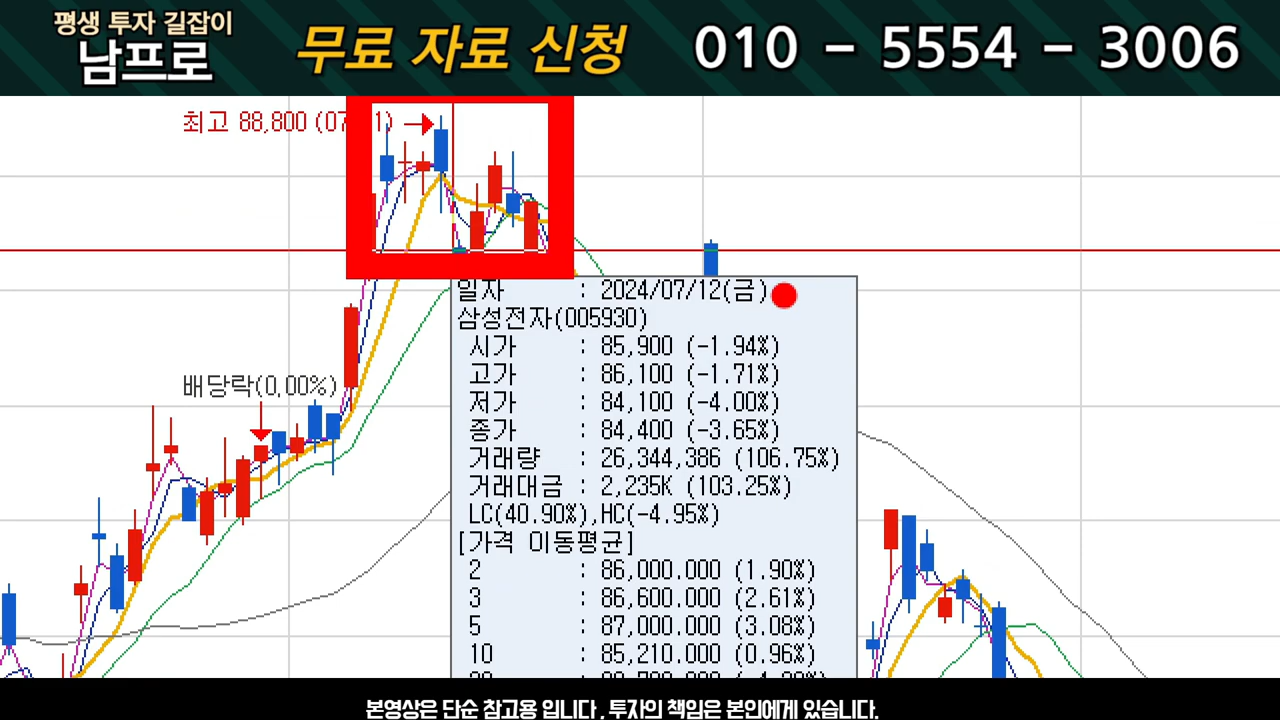 평생 투자 길잡이
남프로
무료 자료 신청
010 - 5554 - 3006
최고 88,800 (07 1)
배당락(0.00%)
일자 : 2024/07/12(금)
삼성전자(005930)
시가 : 85,900 (-1.94%)
고가 : 86,100 (-1.71%)
저가 : 84,100 (-4.00%)
종가 : 84,400 (-3.65%)
거래량 : 26,344,386 (106.75%)
거래대금 : 2,235K (103.25%)
LC(40.90%),HC(-4.95%)
[가격 이동평균]
2 : 86,000.000 (1.90%)
3 : 86,600.000 (2.61%)
5 : 87,000.000 (3.08%)
10 : 85,210.000 (0.96%)
본영상은 단순 참고용 입니다 , 투자의 책임은 본인에게 있습니다.